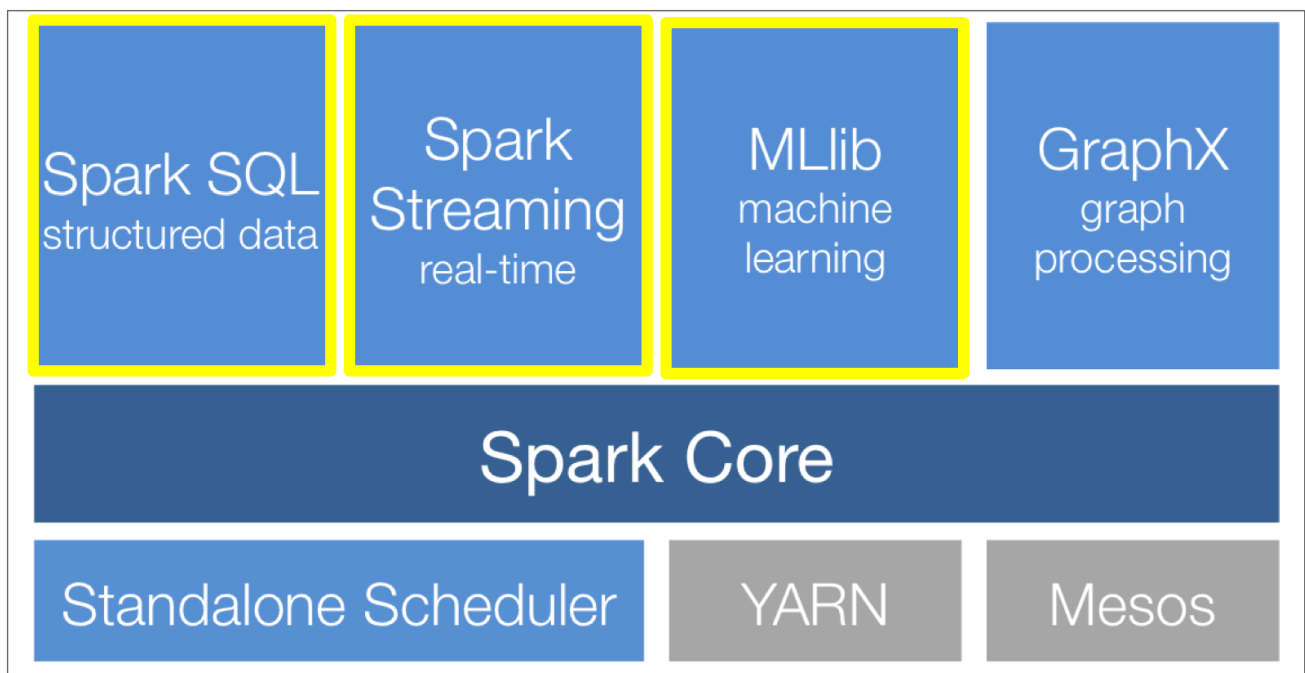 Spark SQL
structured data
Spark
Streaming
real-time
MLlib
machine
learning
GraphX
graph
processing
Spark Core
Standalone Scheduler
YARN
Mesos